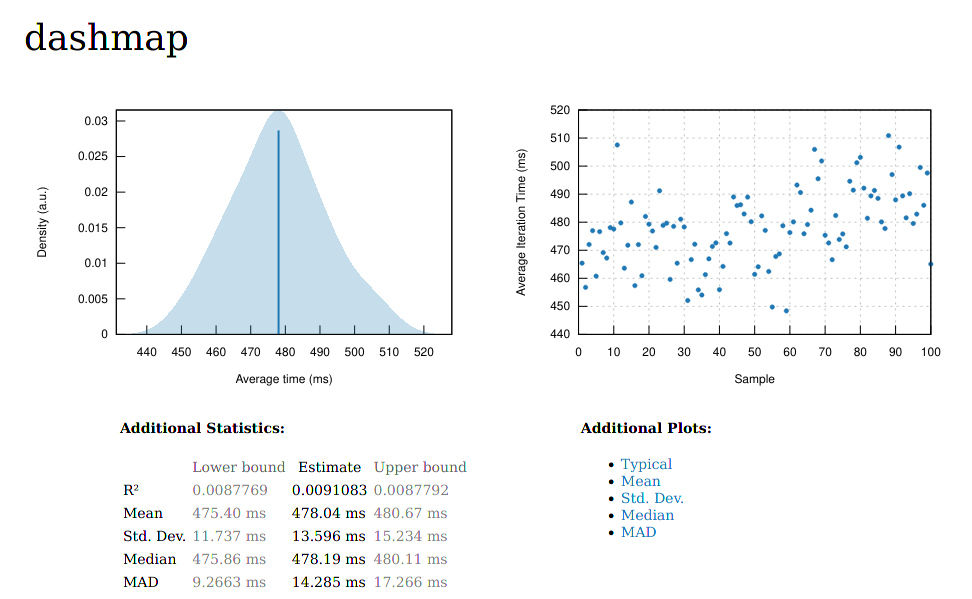 dashmap
0.03
0.025
0.02
0.015
0.01
0.005
0
Density (a.u.)
440 450 460 470 480 490 500 510 520
Average time (ms)
520
510
500
490
480
470
460
450
440
Average Iteration Time (ms)
0 10 20 30 40 50 60 70 80 90 100
Sample
Additional Statistics:
Lower bound Estimate Upper bound
R² 0.0087769 0.0091083 0.0087792
Mean 475.40 ms 478.04 ms 480.67 ms
Std. Dev. 11.737 ms 13.596 ms 15.234 ms
Median 475.86 ms 478.19 ms 480.11 ms
MAD 9.2663 ms 14.285 ms 17.266 ms
Additional Plots:
Typical
Mean
Std. Dev.
Median
MAD